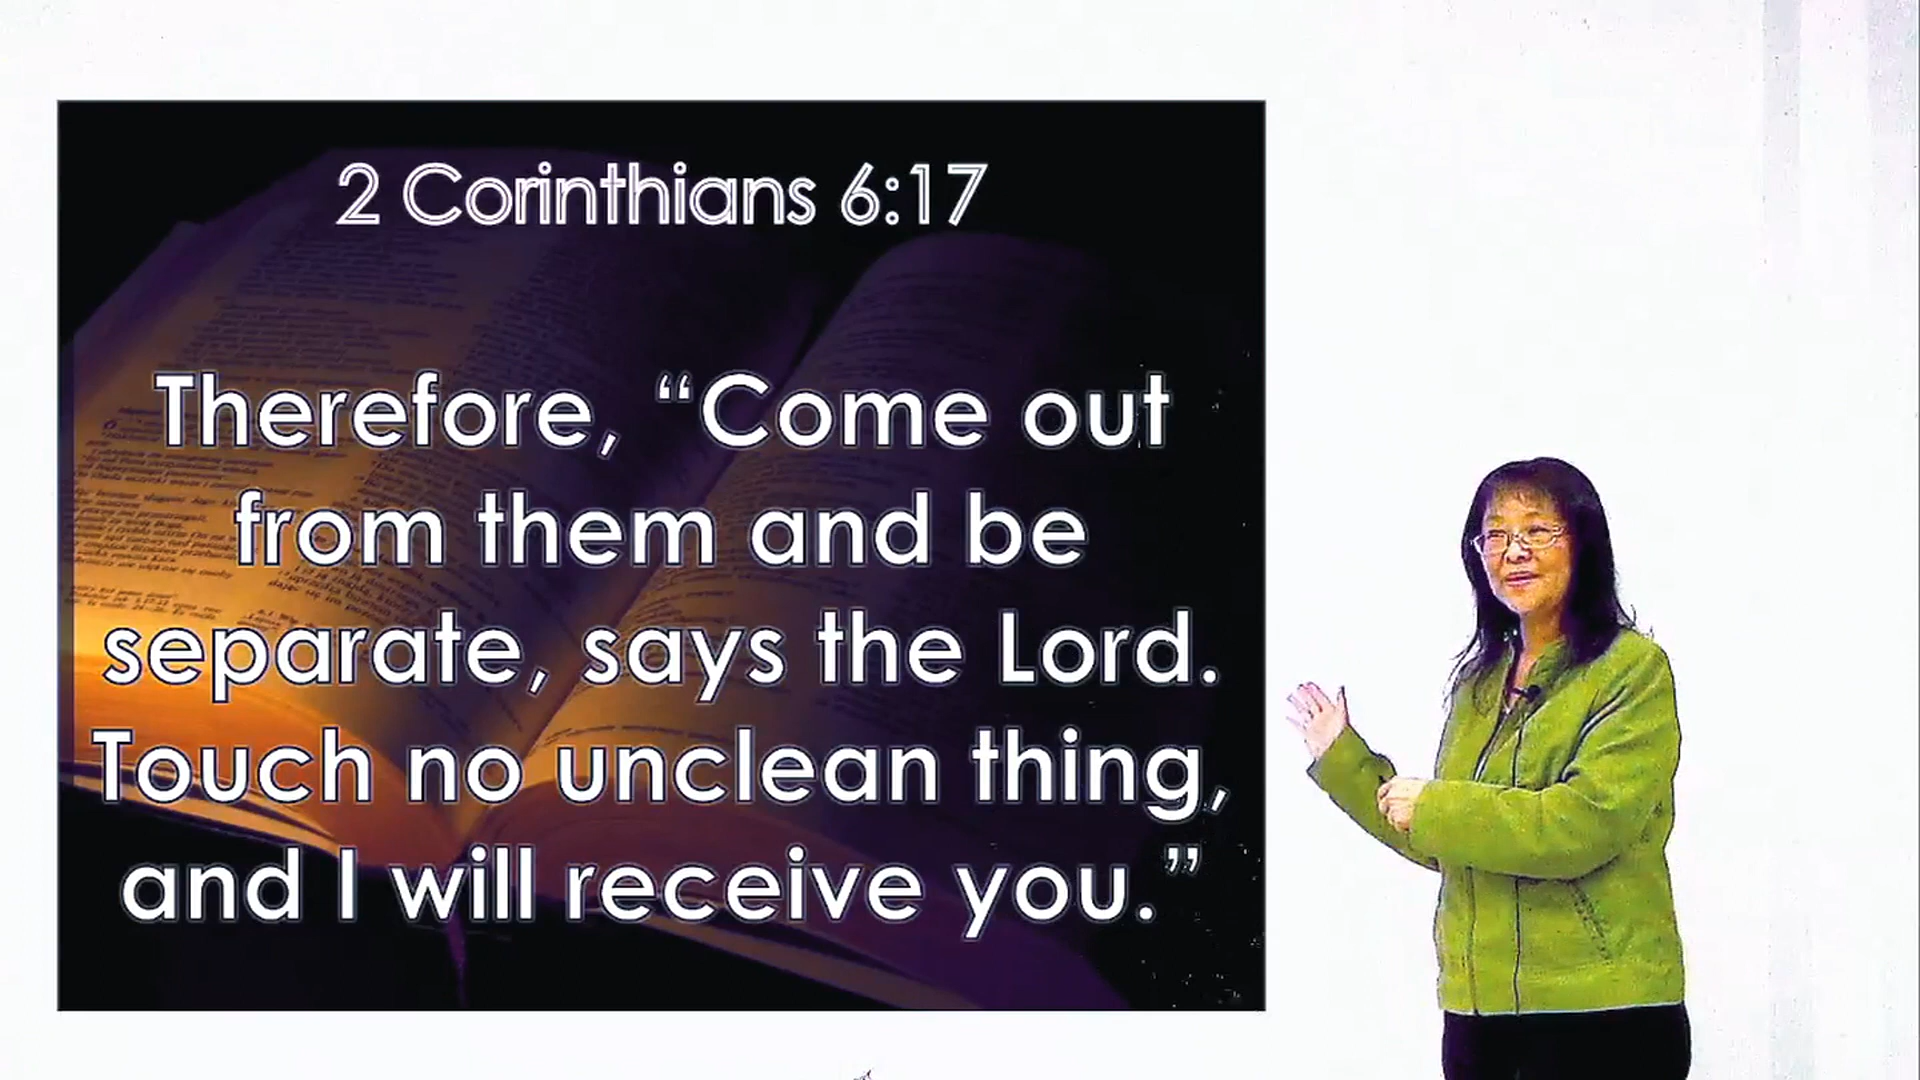 2 Corinthians 6:17
Therefore, “Come out
from them and be
separate, says the Lord.
Touch no unclean thing,
and I will receive you.”